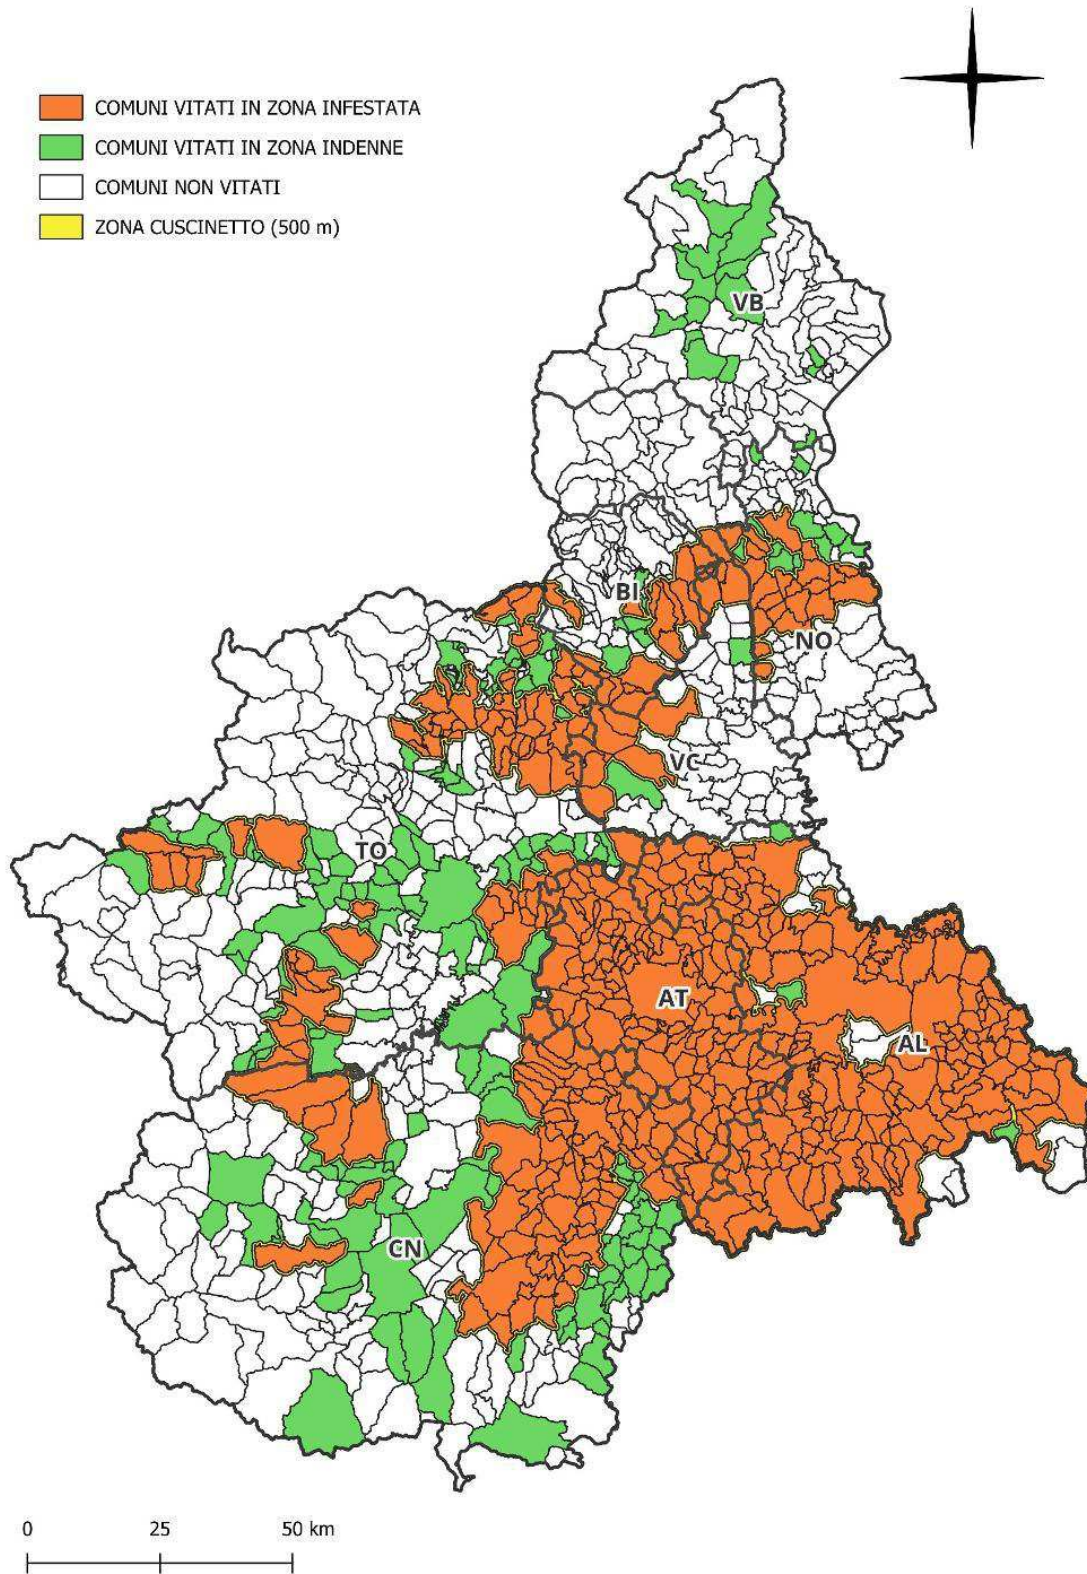 COMUNI VITATI IN ZONA INFESTATA
COMUNI VITATI IN ZONA INDENNE
COMUNI NON VITATI
ZONA CUSCINETTO (500 m)
VB
BI
NO
VC
TO
AT
AL
CN
0 25 50 km